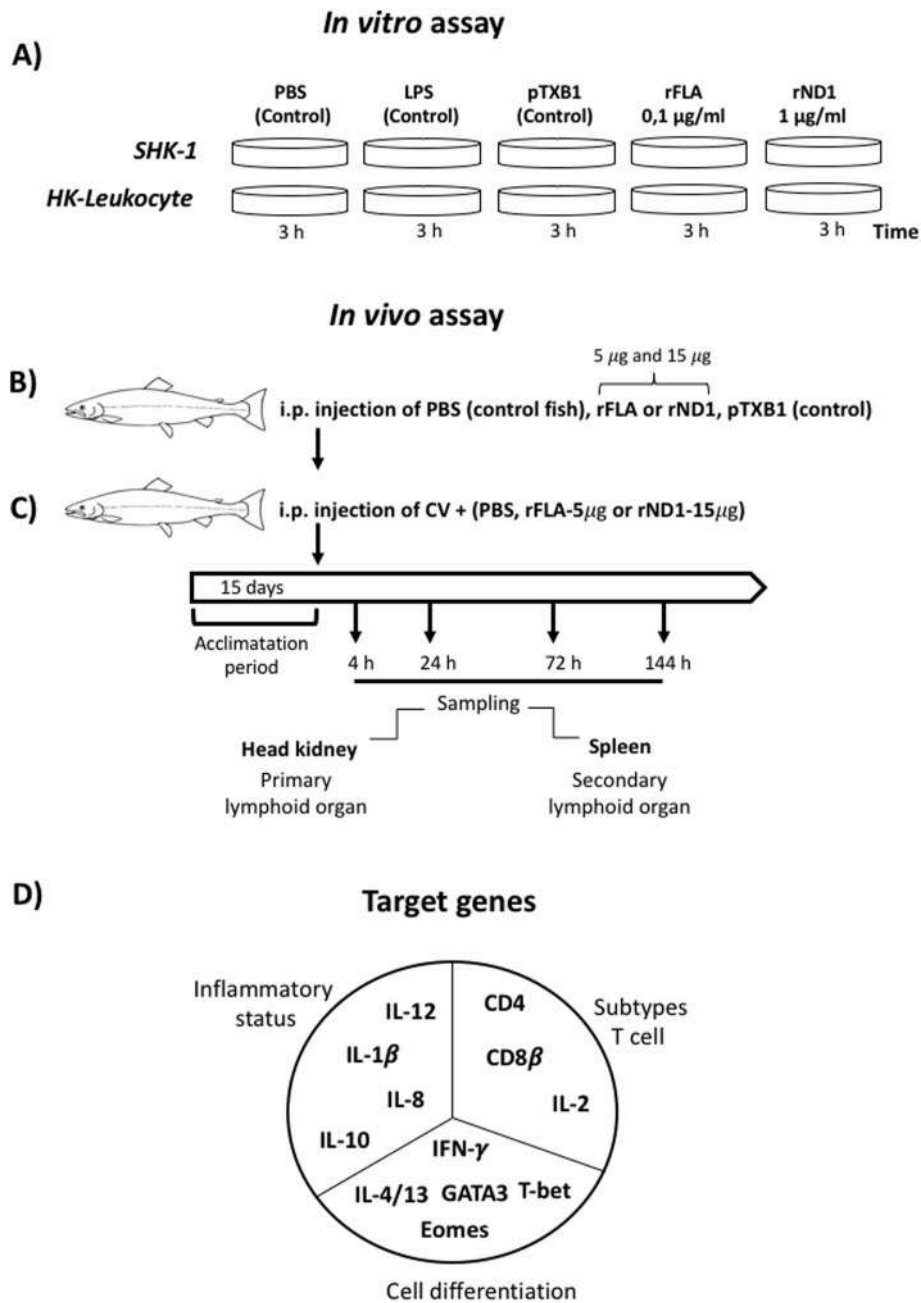 In vitro assay
A)
PBS (Control) LPS (Control) pTXB1 (Control) rFLA 0,1 µg/ml rND1 1 µg/ml
SHK-1
HK-Leukocyte
3 h 3 h 3 h 3 h 3 h Time
In vivo assay
5 µg and 15 µg
B)
i.p. injection of PBS (control fish), rFLA or rND1, pTXB1 (control)
C)
i.p. injection of CV + (PBS, rFLA-5µg or rND1-15µg)
15 days
Acclimatation
period
4 h 24 h 72 h 144 h
Sampling
Head kidney
Primary
lymphoid organ
Spleen
Secondary
lymphoid organ
D)
Target genes
Inflammatory
status
IL-12
IL-1β
IL-8
IL-10
CD4
CD8β
IL-2
Subtypes
T cell
IFN-γ
IL-4/13 GATA3 T-bet
Eomes
Cell differentiation